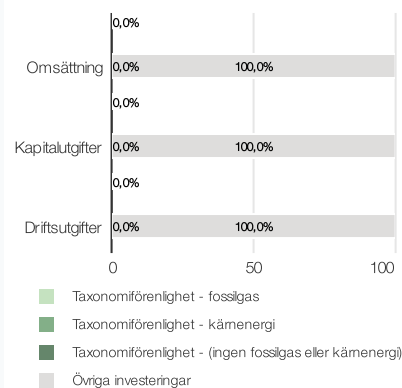 0,0%
Omsättning 0,0% 100,0%
0,0%
Kapitalutgifter 0,0% 100,0%
0,0%
Driftsutgifter 0,0% 100,0%
0 50 100
Taxonomiförenlighet - fossilgas
Taxonomiförenlighet - kärnenergi
Taxonomiförenlighet - (ingen fossilgas eller kärnenergi)
Övriga investeringar